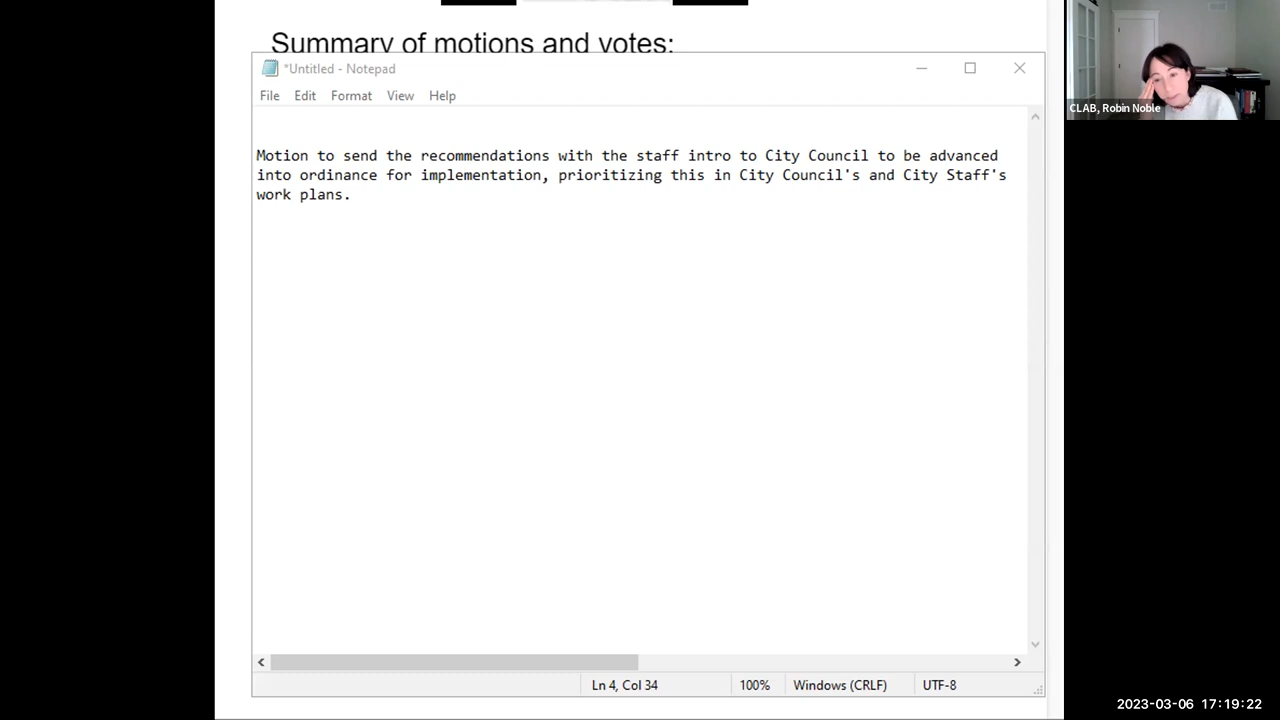 Summary of motions and votes:
*Untitled - Notepad
File Edit Format View Help
CLAB, Robin Noble
Motion to send the recommendations with the staff intro to City Council to be advanced
into ordinance for implementation, prioritizing this in City Council's and City Staff's
work plans.
Ln 4, Col 34 100% Windows (CRLF) UTF-8
2023-03-06 17:19:22